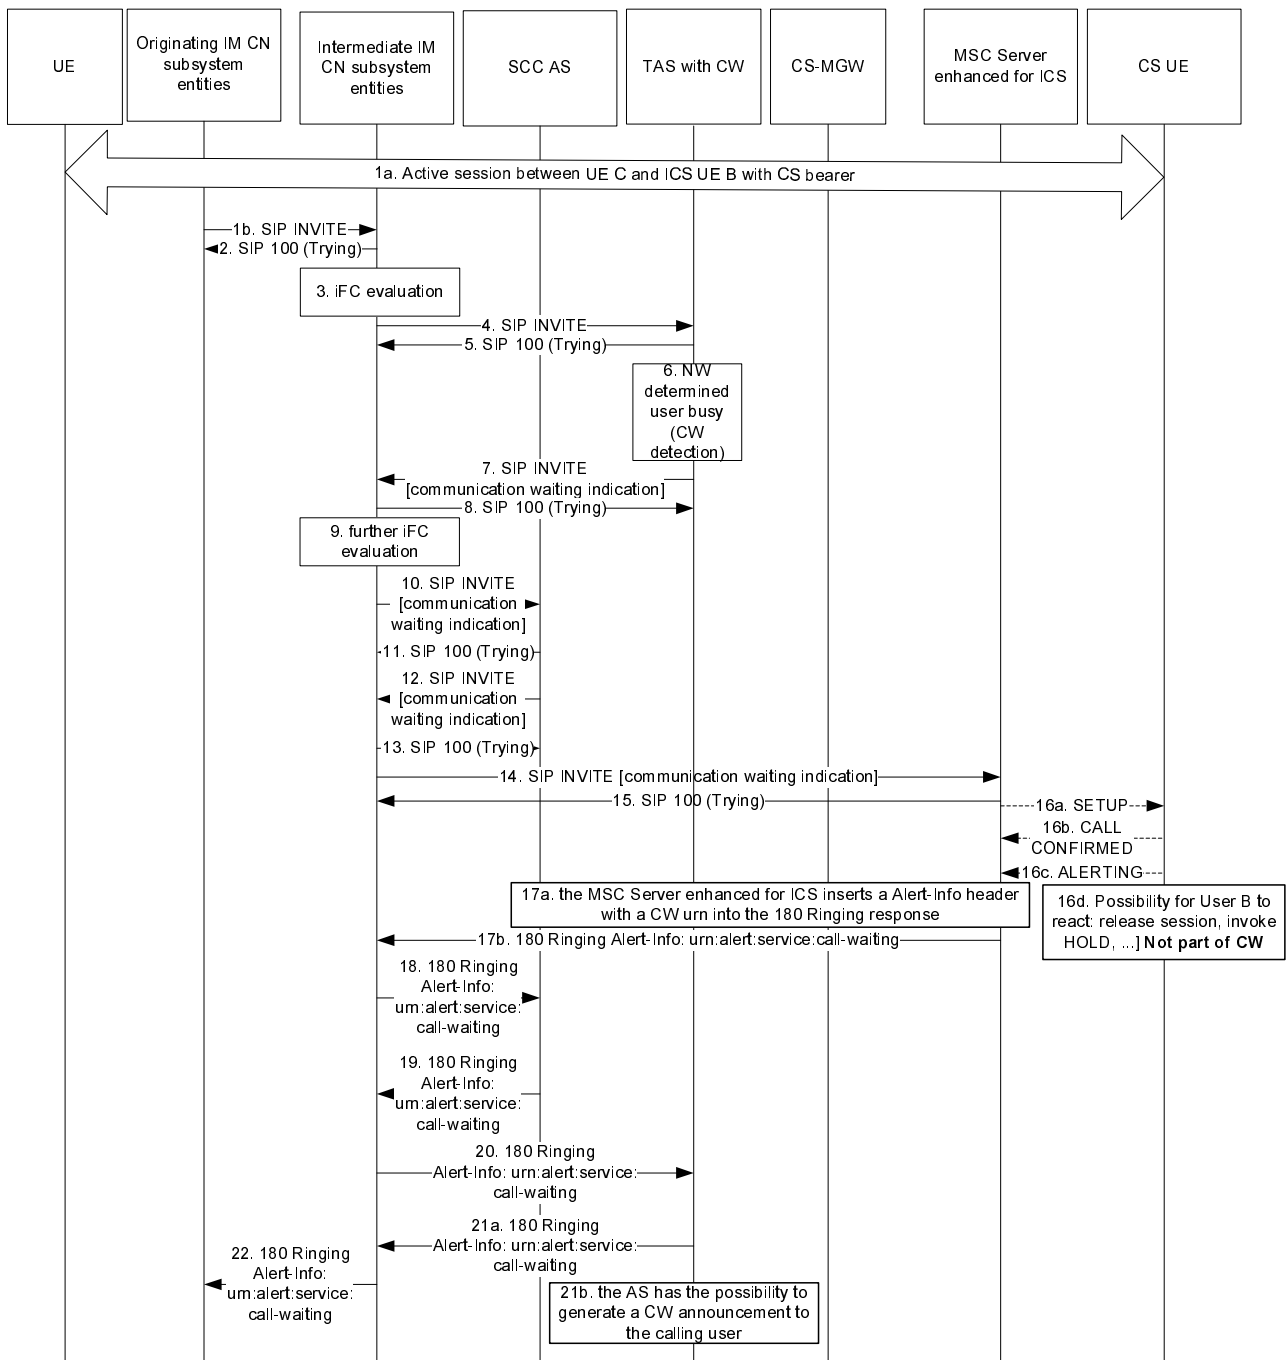 UE
Originating IM CN
subsystem
entities
Intermediate IM
CN subsystem
entities
SCC AS
TAS with CW
CS-MGW
MSC Server
enhanced for ICS
CS UE
1a. Active session between UE C and ICS UE B with CS bearer
1b. SIP INVITE
2. SIP 100 (Trying)
3. iFC evaluation
4. SIP INVITE
5. SIP 100 (Trying)
6. NW
determined
user busy
(CW
detection)
7. SIP INVITE
[communication waiting indication]
8. SIP 100 (Trying)
9. further iFC
evaluation
10. SIP INVITE
[communication
waiting indication]
11. SIP 100 (Trying)
12. SIP INVITE
[communication
waiting indication]
13. SIP 100 (Trying)
14. SIP INVITE [communication waiting indication]
15. SIP 100 (Trying)
16a. SETUP
16b. CALL
CONFIRMED
16c. ALERTING
17a. the MSC Server enhanced for ICS inserts a Alert-Info header
with a CW urn into the 180 Ringing response
16d. Possibility for User B to
react: release session, invoke
HOLD, ...] Not part of CW
17b. 180 Ringing Alert-Info: urn:alert:service:call-waiting
18. 180 Ringing
Alert-Info:
urn:alert:service:
call-waiting
19. 180 Ringing
Alert-Info:
urn:alert:service:
call-waiting
20. 180 Ringing
Alert-Info: urn:alert:service:
call-waiting
21a. 180 Ringing
Alert-Info: urn:alert:service:
call-waiting
22. 180 Ringing
Alert-Info:
urn:alert:service:
call-waiting
21b. the AS has the possibility to
generate a CW announcement to
the calling user